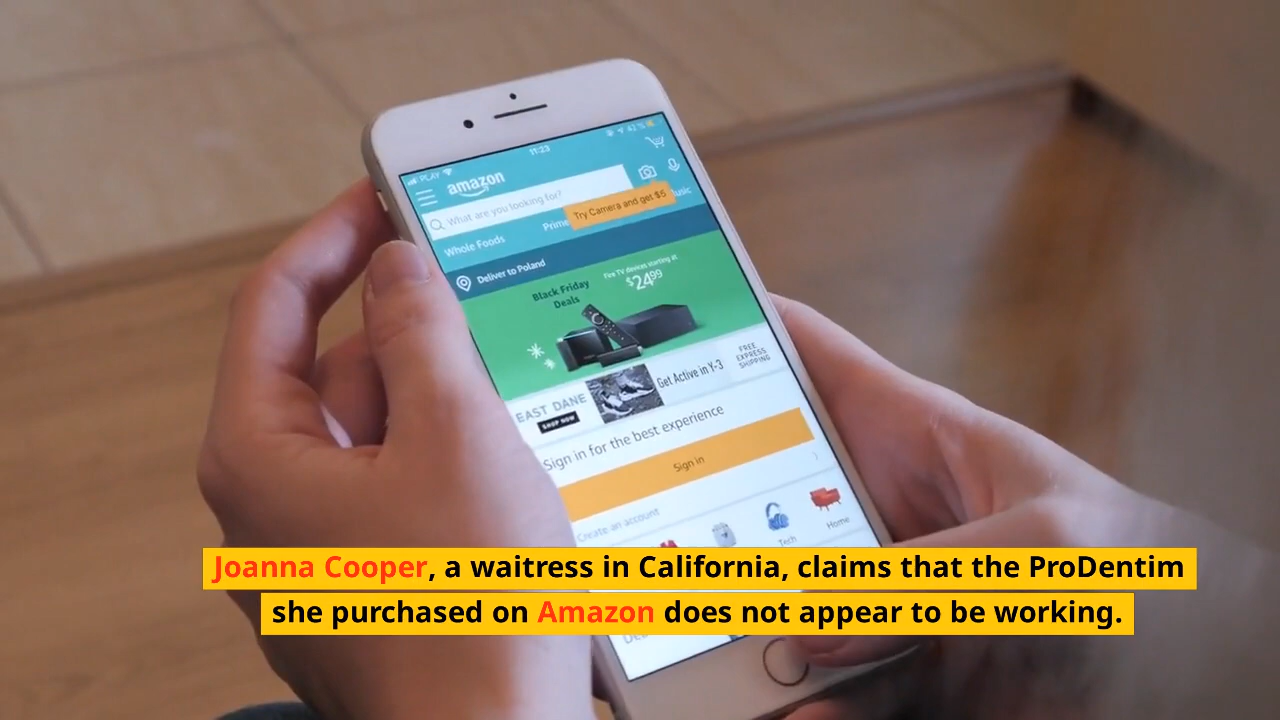 PLAY
11:23
42 %
amazon
What are you looking for?
Try Camera and get $5
Whole Foods
Prime
Deliver to Poland
Black Friday
Deals
Fire TV devices starting at
$2499
EAST DANE
SHOP NOW
Get Active in Y-3
FREE
EXPRESS
SHIPPING
Sign in for the best experience
Sign in
Create an account
Tech
Home
Joanna Cooper, a waitress in California, claims that the ProDentim
she purchased on Amazon does not appear to be working.